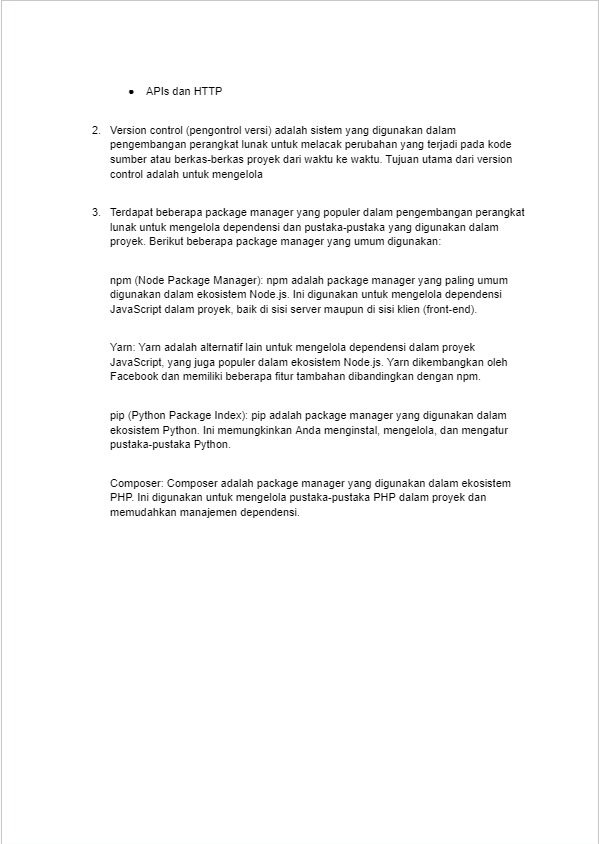 • APIs dan HTTP
2. Version control (pengontrol versi) adalah sistem yang digunakan dalam
pengembangan perangkat lunak untuk melacak perubahan yang terjadi pada kode
sumber atau berkas-berkas proyek dari waktu ke waktu. Tujuan utama dari version
control adalah untuk mengelola
3. Terdapat beberapa package manager yang populer dalam pengembangan perangkat
lunak untuk mengelola dependensi dan pustaka-pustaka yang digunakan dalam
proyek. Berikut beberapa package manager yang umum digunakan:
npm (Node Package Manager): npm adalah package manager yang paling umum
digunakan dalam ekosistem Node.js. Ini digunakan untuk mengelola dependensi
JavaScript dalam proyek, baik di sisi server maupun di sisi klien (front-end).
Yarn: Yarn adalah alternatif lain untuk mengelola dependensi dalam proyek
JavaScript, yang juga populer dalam ekosistem Node.js. Yarn dikembangkan oleh
Facebook dan memiliki beberapa fitur tambahan dibandingkan dengan npm.
pip (Python Package Index): pip adalah package manager yang digunakan dalam
ekosistem Python. Ini memungkinkan Anda menginstal, mengelola, dan mengatur
pustaka-pustaka Python.
Composer: Composer adalah package manager yang digunakan dalam ekosistem
PHP. Ini digunakan untuk mengelola pustaka-pustaka PHP dalam proyek dan
memudahkan manajemen dependensi.